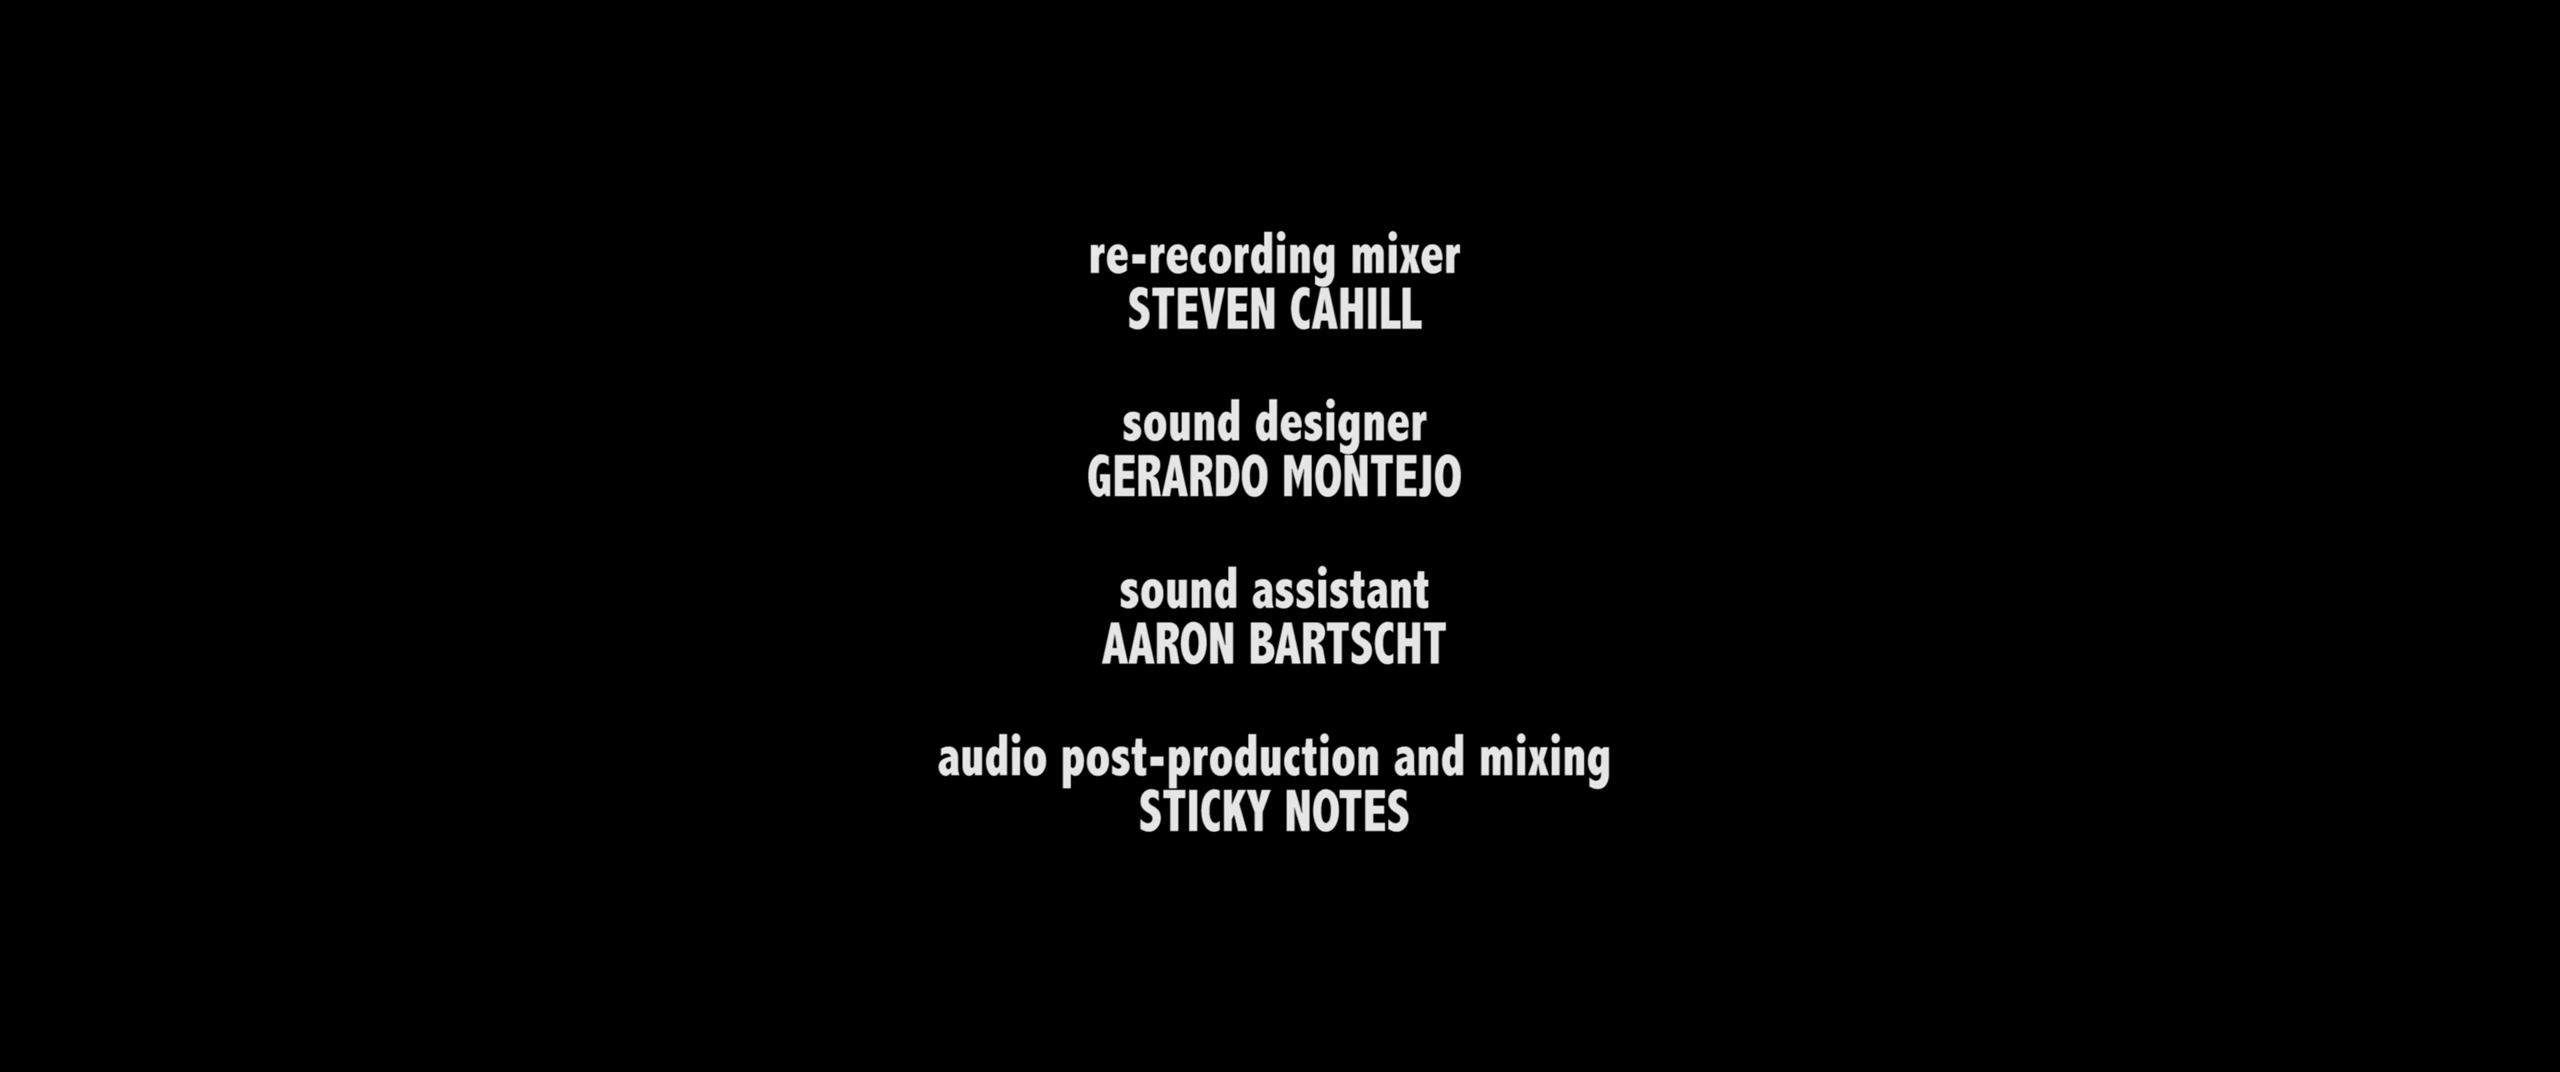 re-recording mixer
STEVEN CAHILL
sound designer
GERARDO MONTEJO
sound assistant
AARON BARTSCHT
audio post-production and mixing
STICKY NOTES